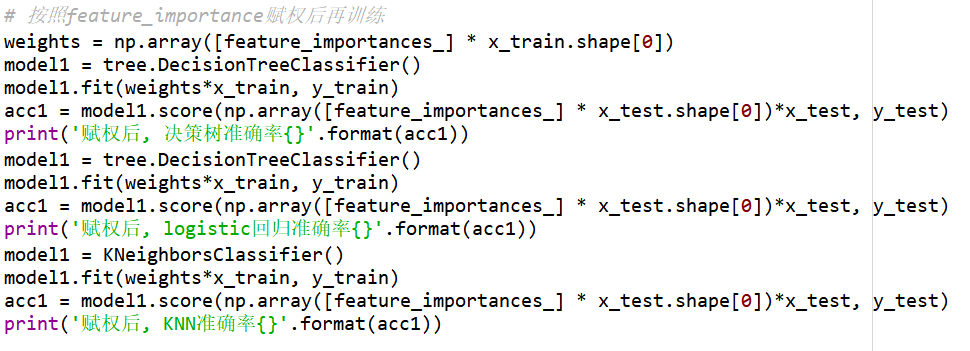 # 按照feature_importance赋权后再训练
weights = np.array([feature_importances_] * x_train.shape[0])
model1 = tree.DecisionTreeClassifier()
model1.fit(weights*x_train, y_train)
acc1 = model1.score(np.array([feature_importances_] * x_test.shape[0])*x_test, y_test)
print('赋权后, 决策树准确率{}'.format(acc1))
model1 = tree.DecisionTreeClassifier()
model1.fit(weights*x_train, y_train)
acc1 = model1.score(np.array([feature_importances_] * x_test.shape[0])*x_test, y_test)
print('赋权后, logistic回归准确率{}'.format(acc1))
model1 = KNeighborsClassifier()
model1.fit(weights*x_train, y_train)
acc1 = model1.score(np.array([feature_importances_] * x_test.shape[0])*x_test, y_test)
print('赋权后, KNN准确率{}'.format(acc1))